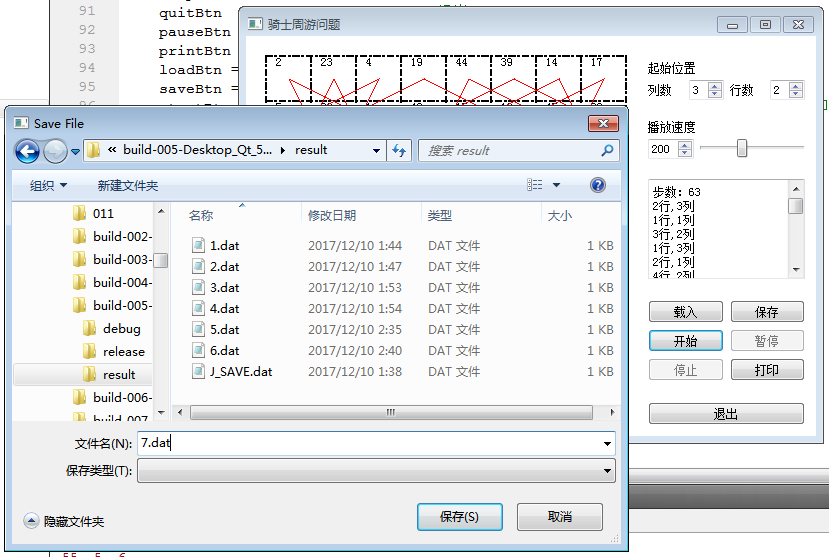 91
quitBtn
92
pauseBtn
93
printBtn
94
loadBtn =
95
saveBtn =
骑士周游问题
2 23 4 19 44 39 14 17
起始位置
列数 3 行数 2
播放速度
200
步数: 63
2行,3列
1行,1列
3行,2列
1行,3列
2行,1列
4行,2列
载入 保存
开始 暂停
停止 打印
退出
Save File
« build-005-Desktop_Qt_5... result
搜索 result
组织 新建文件夹
011
build-002-
build-003-
build-004-
build-005-
debug
release
result
build-006-
build-007-
名称 修改日期 类型 大小
1.dat 2017/12/10 1:44 DAT 文件 1 KB
2.dat 2017/12/10 1:47 DAT 文件 1 KB
3.dat 2017/12/10 1:53 DAT 文件 1 KB
4.dat 2017/12/10 1:54 DAT 文件 1 KB
5.dat 2017/12/10 2:35 DAT 文件 1 KB
6.dat 2017/12/10 2:40 DAT 文件 1 KB
J_SAVE.dat 2017/12/10 1:38 DAT 文件 1 KB
文件名(N): 7.dat
保存类型(T):
隐藏文件夹
保存(S) 取消
55 5 6